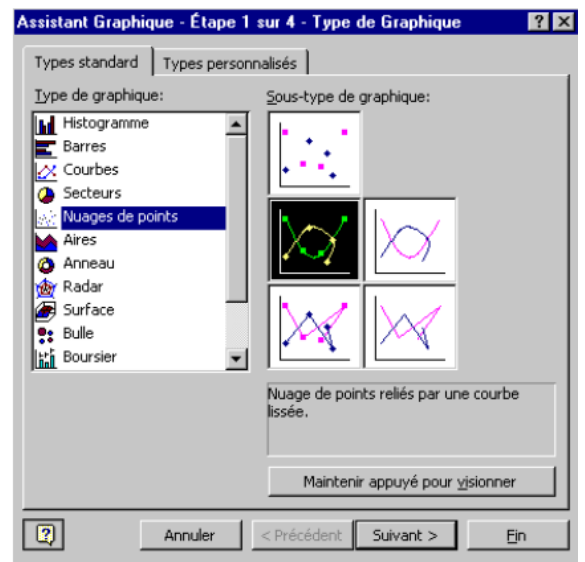 Assistant Graphique - Étape 1 sur 4 - Type de Graphique
Types standard
Types personnalisés
Type de graphique:
Histogramme
Barres
Courbes
Secteurs
Nuages de points
Aires
Anneau
Radar
Surface
Bulle
Boursier
Sous-type de graphique:
Nuage de points reliés par une courbe
lissée.
Maintenir appuyé pour visionner
Annuler
< Précédent
Suivant >
Fin